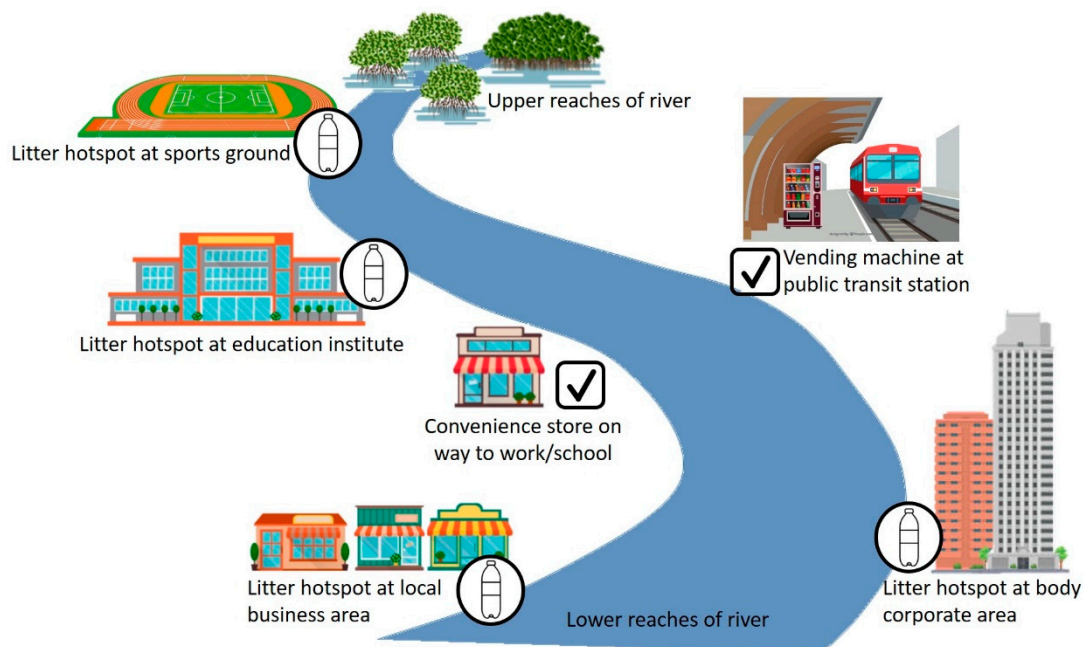 Upper reaches of river
Litter hotspot at sports ground
Vending machine at
public transit station
Litter hotspot at education institute
Convenience store on
way to work/school
Litter hotspot at local
business area
Litter hotspot at body
corporate area
Lower reaches of river